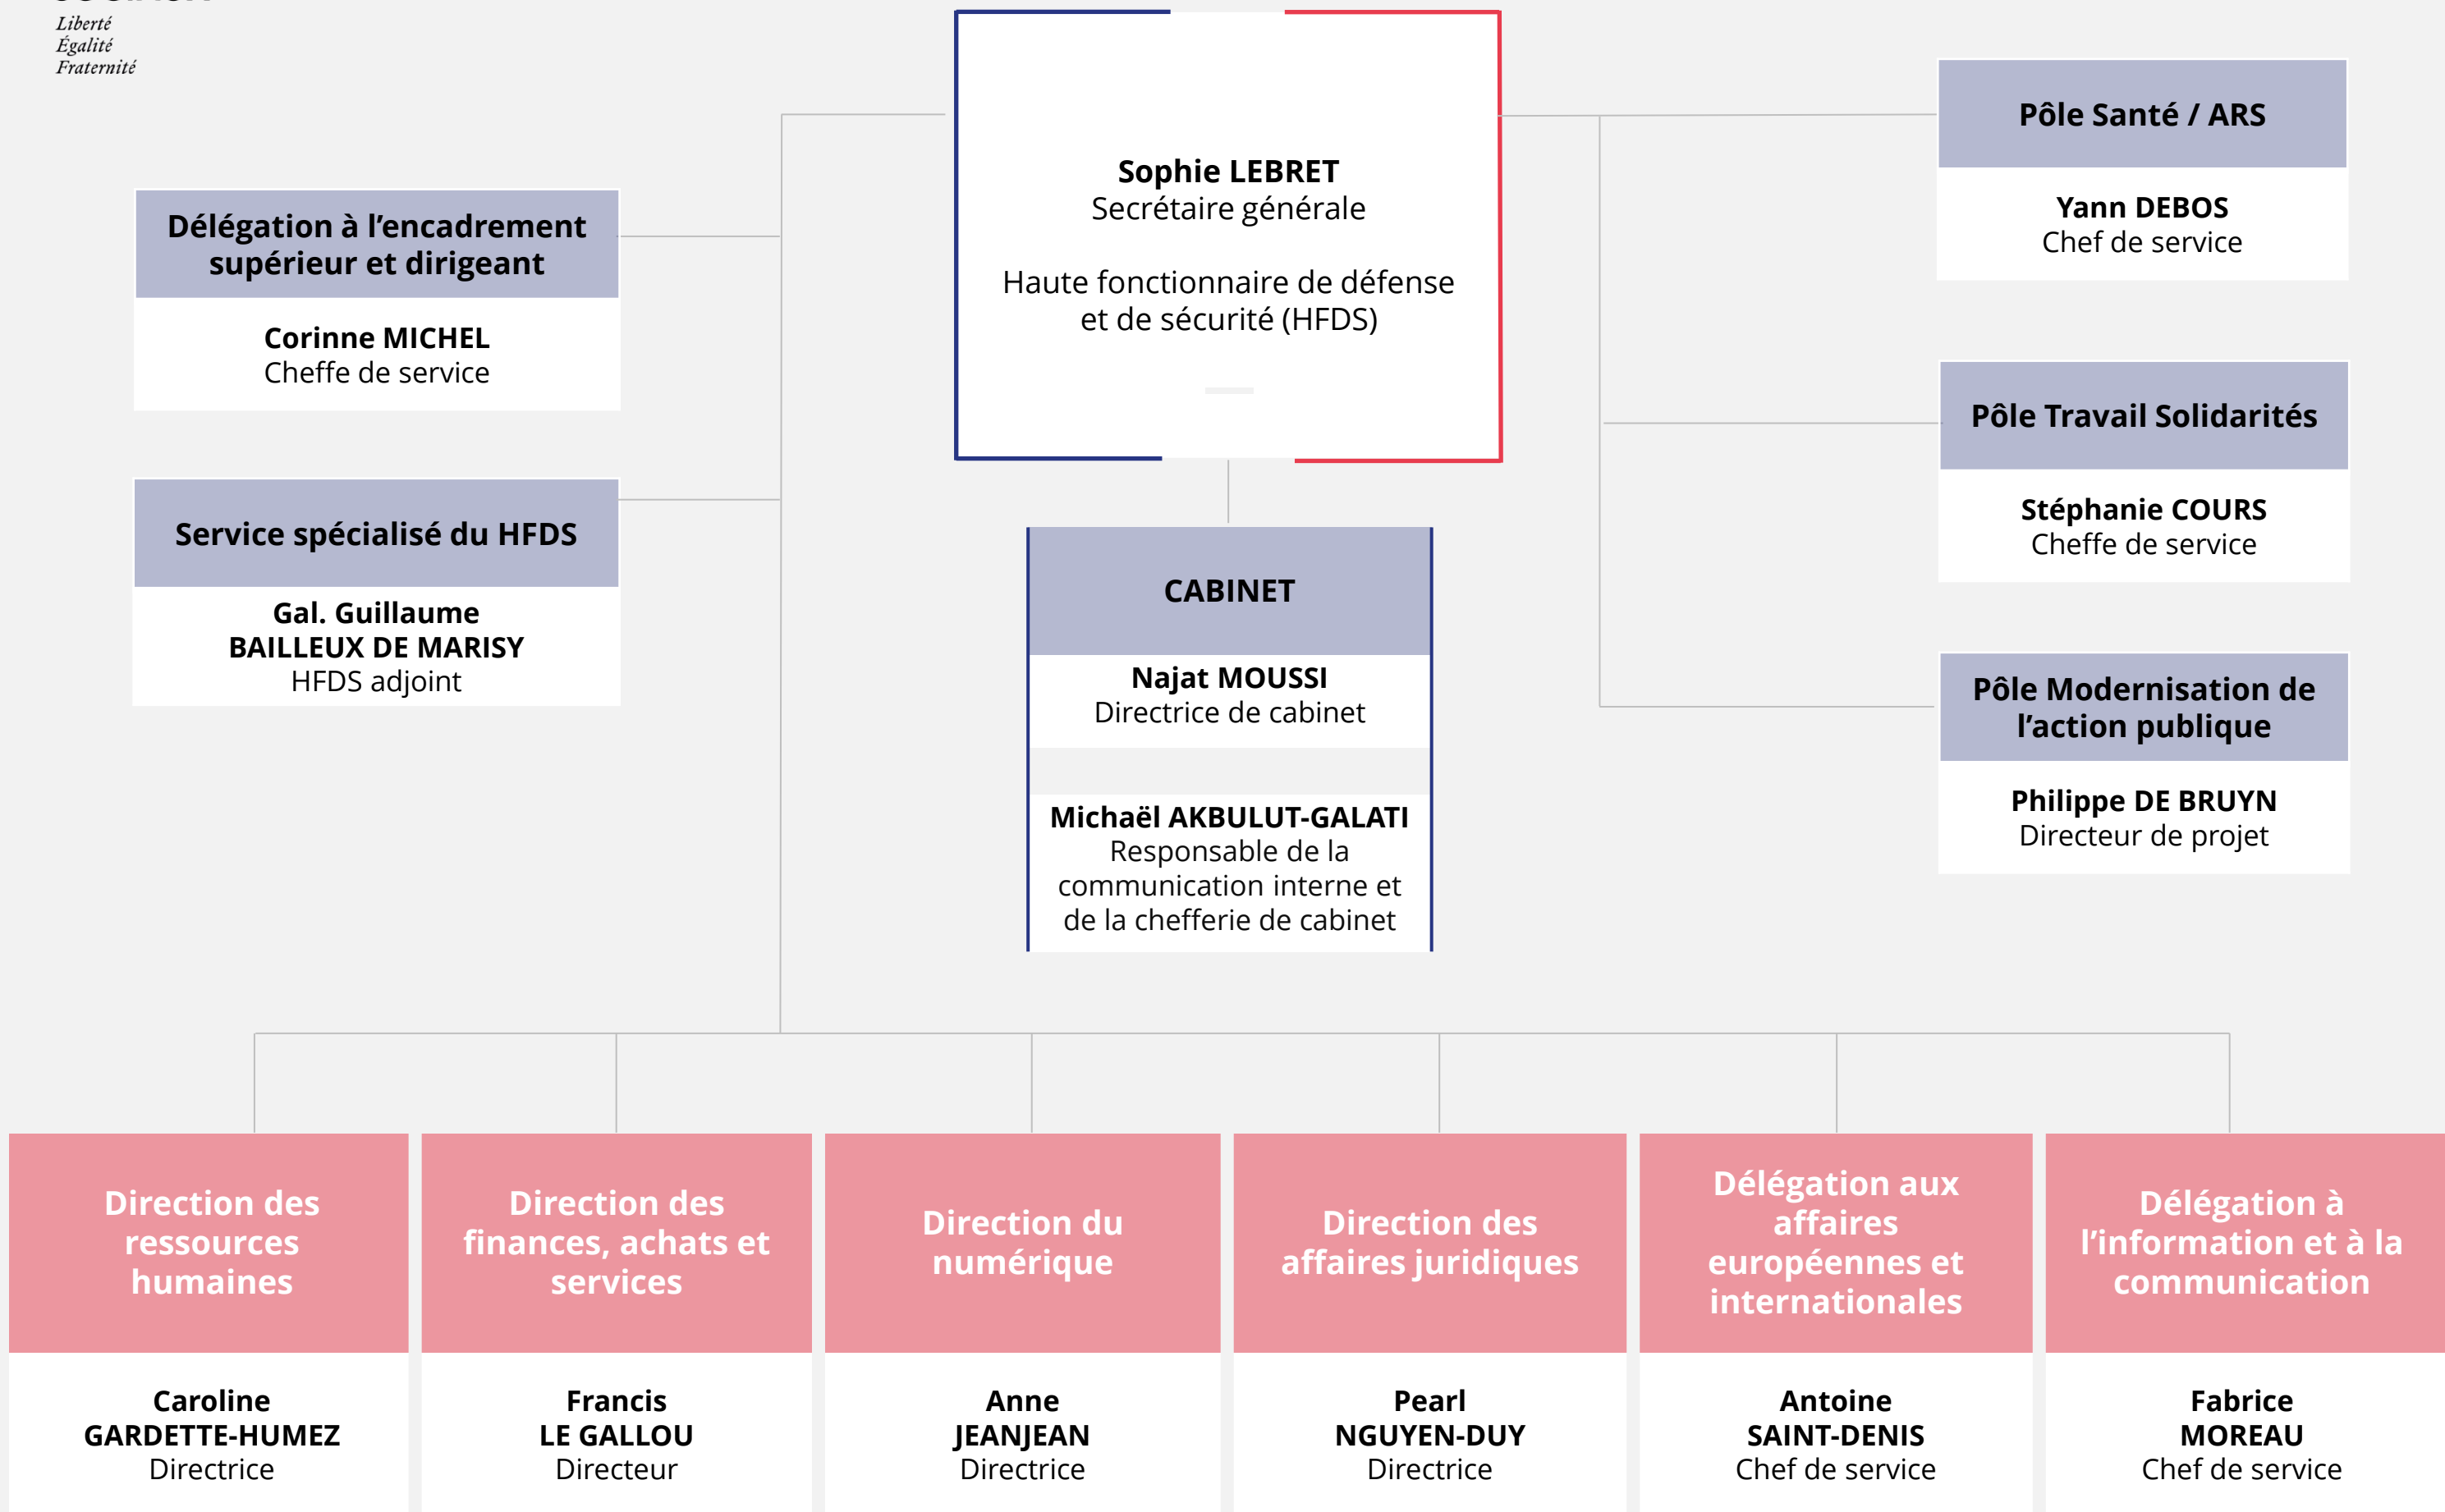 Liberté
Égalité
Fraternité
Sophie LEBRET
Secrétaire générale
Haute fonctionnaire de défense
et de sécurité (HFDS)
Délégation à l’encadrement
supérieur et dirigeant
Corinne MICHEL
Cheffe de service
Service spécialisé du HFDS
Gal. Guillaume
BAILLEUX DE MARISY
HFDS adjoint
CABINET
Najat MOUSSI
Directrice de cabinet
Michaël AKBULUT-GALATI
Responsable de la
communication interne et
de la chefferie de cabinet
Pôle Santé / ARS
Yann DEBOS
Chef de service
Pôle Travail Solidarités
Stéphanie COURS
Cheffe de service
Pôle Modernisation de
l’action publique
Philippe DE BRUYN
Directeur de projet
Direction des
ressources
humaines
Caroline
GARDETTE-HUMEZ
Directrice
Direction des
finances, achats et
services
Francis
LE GALLOU
Directeur
Direction du
numérique
Anne
JEANJEAN
Directrice
Direction des
affaires juridiques
Pearl
NGUYEN-DUY
Directrice
Délégation aux
affaires
européennes et
internationales
Antoine
SAINT-DENIS
Chef de service
Délégation à
l’information et à la
communication
Fabrice
MOREAU
Chef de service